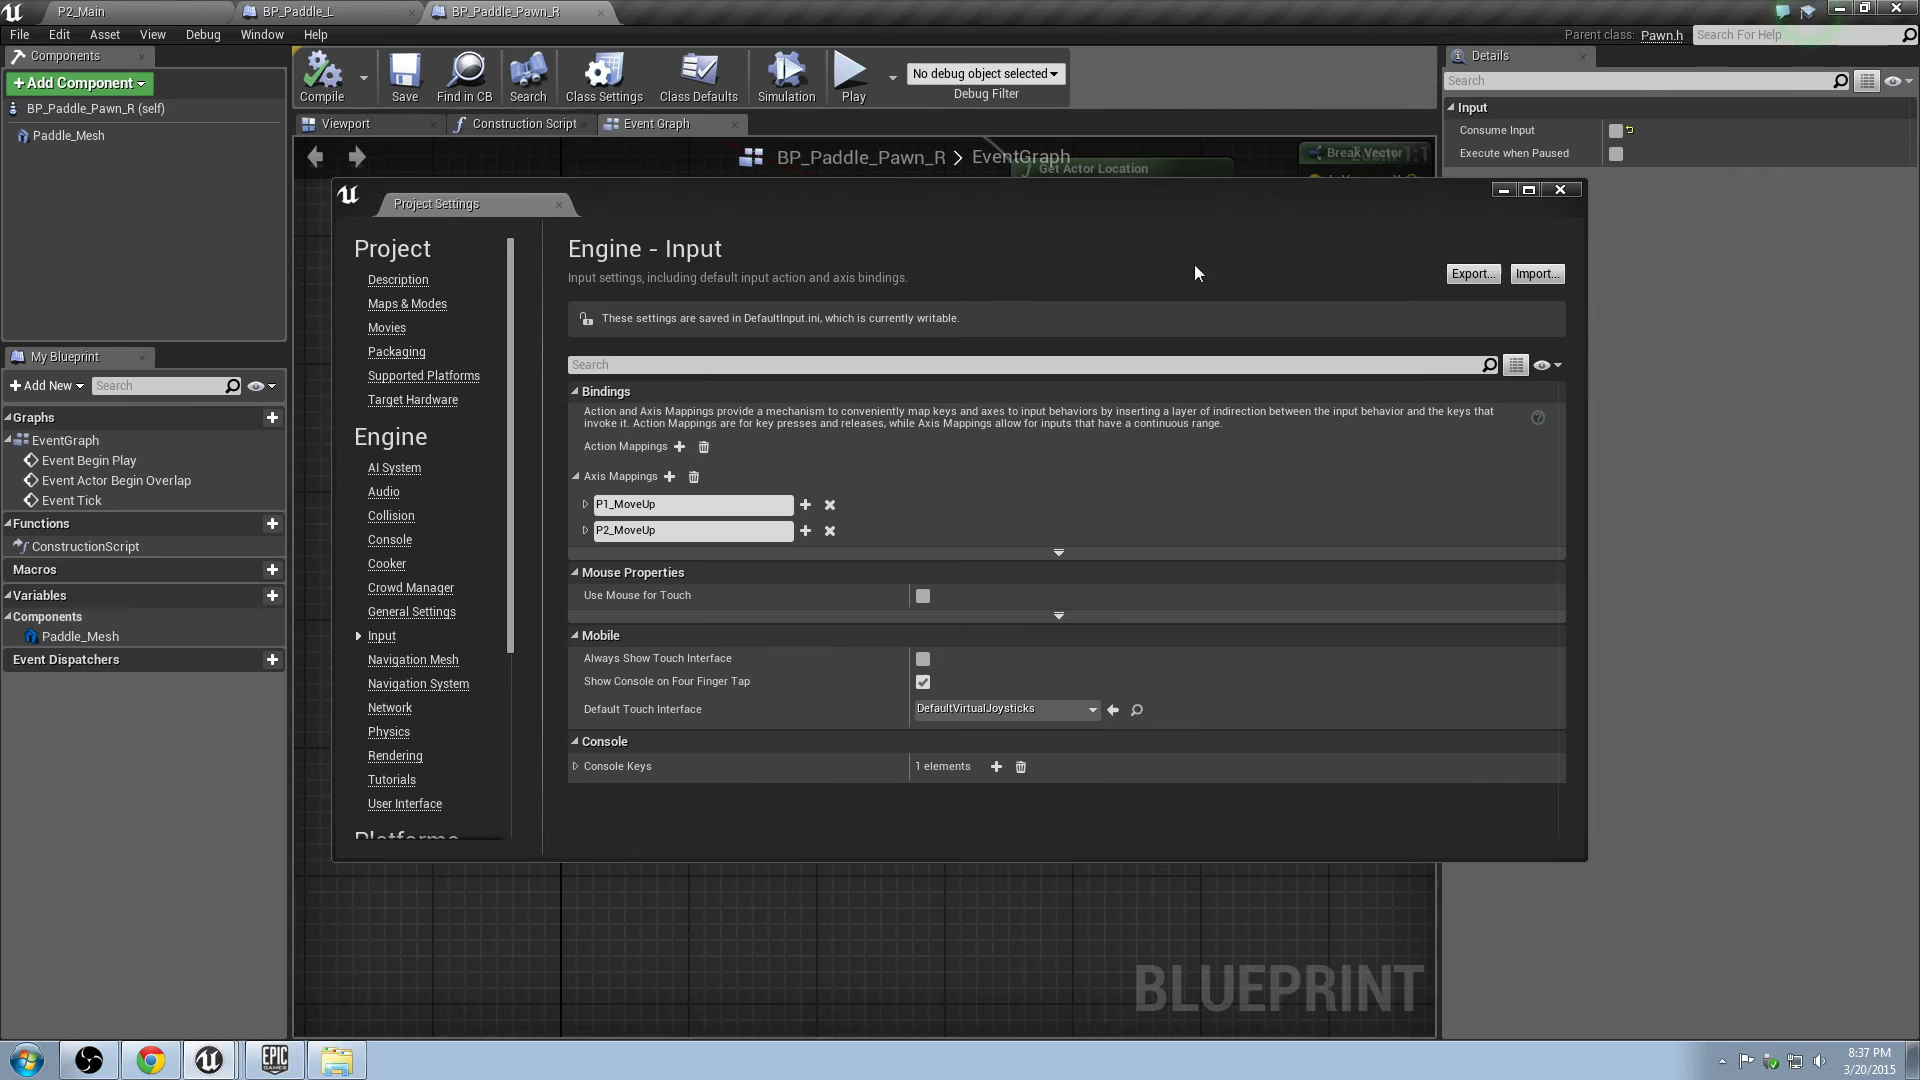 P2_Main
BP_Paddle_L
BP_Paddle_Pawn_R
File Edit Asset View Debug Window Help
Parent class: Pawn.h
Search For Help
Components
+Add Component
BP_Paddle_Pawn_R (self)
Paddle_Mesh
Compile
Save
Find in CB
Search
Class Settings
Class Defaults
Simulation
Play
No debug object selected
Debug Filter
Details
Search
Input
Consume Input
Execute when Paused
Viewport
Construction Script
Event Graph
BP_Paddle_Pawn_R > EventGraph
Get Actor Location
Break Vector
My Blueprint
Add New
Search
Graphs
EventGraph
Event Begin Play
Event Actor Begin Overlap
Event Tick
Functions
ConstructionScript
Macros
Variables
Components
Paddle_Mesh
Event Dispatchers
Project Settings
Project
Description
Maps & Modes
Movies
Packaging
Supported Platforms
Target Hardware
Engine
AI System
Audio
Collision
Console
Cooker
Crowd Manager
General Settings
Input
Navigation Mesh
Navigation System
Network
Physics
Rendering
Tutorials
User Interface
Platforms
Engine - Input
Input settings, including default input action and axis bindings.
Export...
Import...
These settings are saved in DefaultInput.ini, which is currently writable.
Search
Bindings
Action and Axis Mappings provide a mechanism to conveniently map keys and axes to input behaviors by inserting a layer of indirection between the input behavior and the keys that
invoke it. Action Mappings are for key presses and releases, while Axis Mappings allow for inputs that have a continuous range.
Action Mappings
Axis Mappings
P1_MoveUp
P2_MoveUp
Mouse Properties
Use Mouse for Touch
Mobile
Always Show Touch Interface
Show Console on Four Finger Tap
Default Touch Interface
DefaultVirtualJoysticks
Console
Console Keys
1 elements
BLUEPRINT
EPIC
GAMES
8:37 PM
3/20/2015